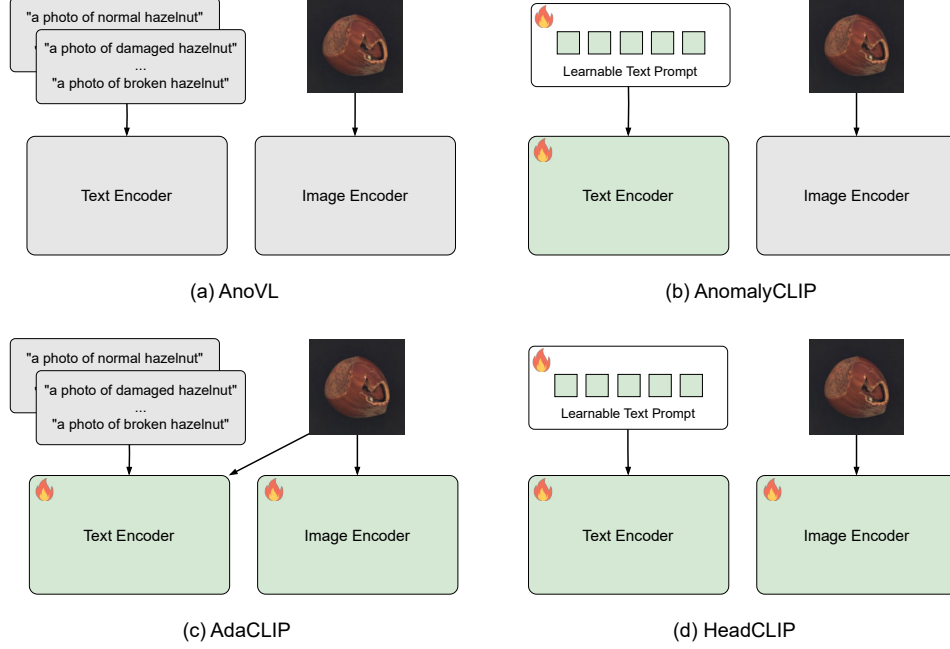 "a photo of normal hazelnut"
"a photo of damaged hazelnut"
...
"a photo of broken hazelnut"
Text Encoder
Image Encoder
(a) AnoVL
Learnable Text Prompt
Text Encoder
Image Encoder
(b) AnomalyCLIP
"a photo of normal hazelnut"
"a photo of damaged hazelnut"
...
"a photo of broken hazelnut"
Text Encoder
Image Encoder
(c) AdaCLIP
Learnable Text Prompt
Text Encoder
Image Encoder
(d) HeadCLIP